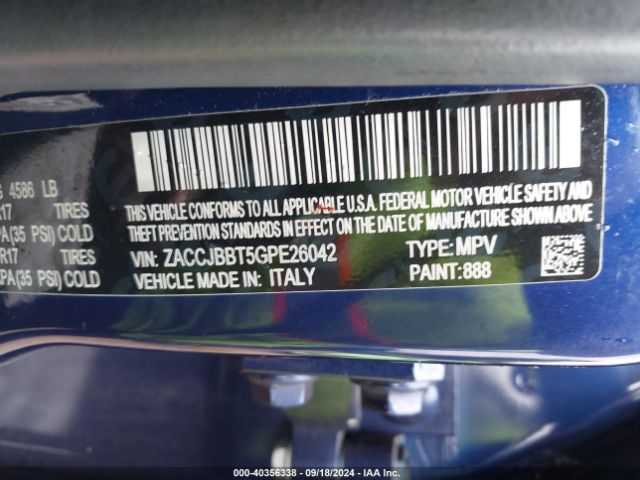 G 4586 LB
R17 TIRES
PA(35 PSI) COLD
R17 TIRES
KPA(35 PSI) COLD
THIS VEHICLE CONFORMS TO ALL APPLICABLE U.S.A. FEDERAL MOTOR VEHICLE SAFETY AND
THEFT PREVENTION STANDARDS IN EFFECT ON THE DATE OF MANUFACTURE SHOWN ABOVE.
VIN: ZACCJBBT5GPE26042 TYPE: MPV
VEHICLE MADE IN ITALY PAINT: 888
000-40356338 - 09/18/2024 - IAA Inc.